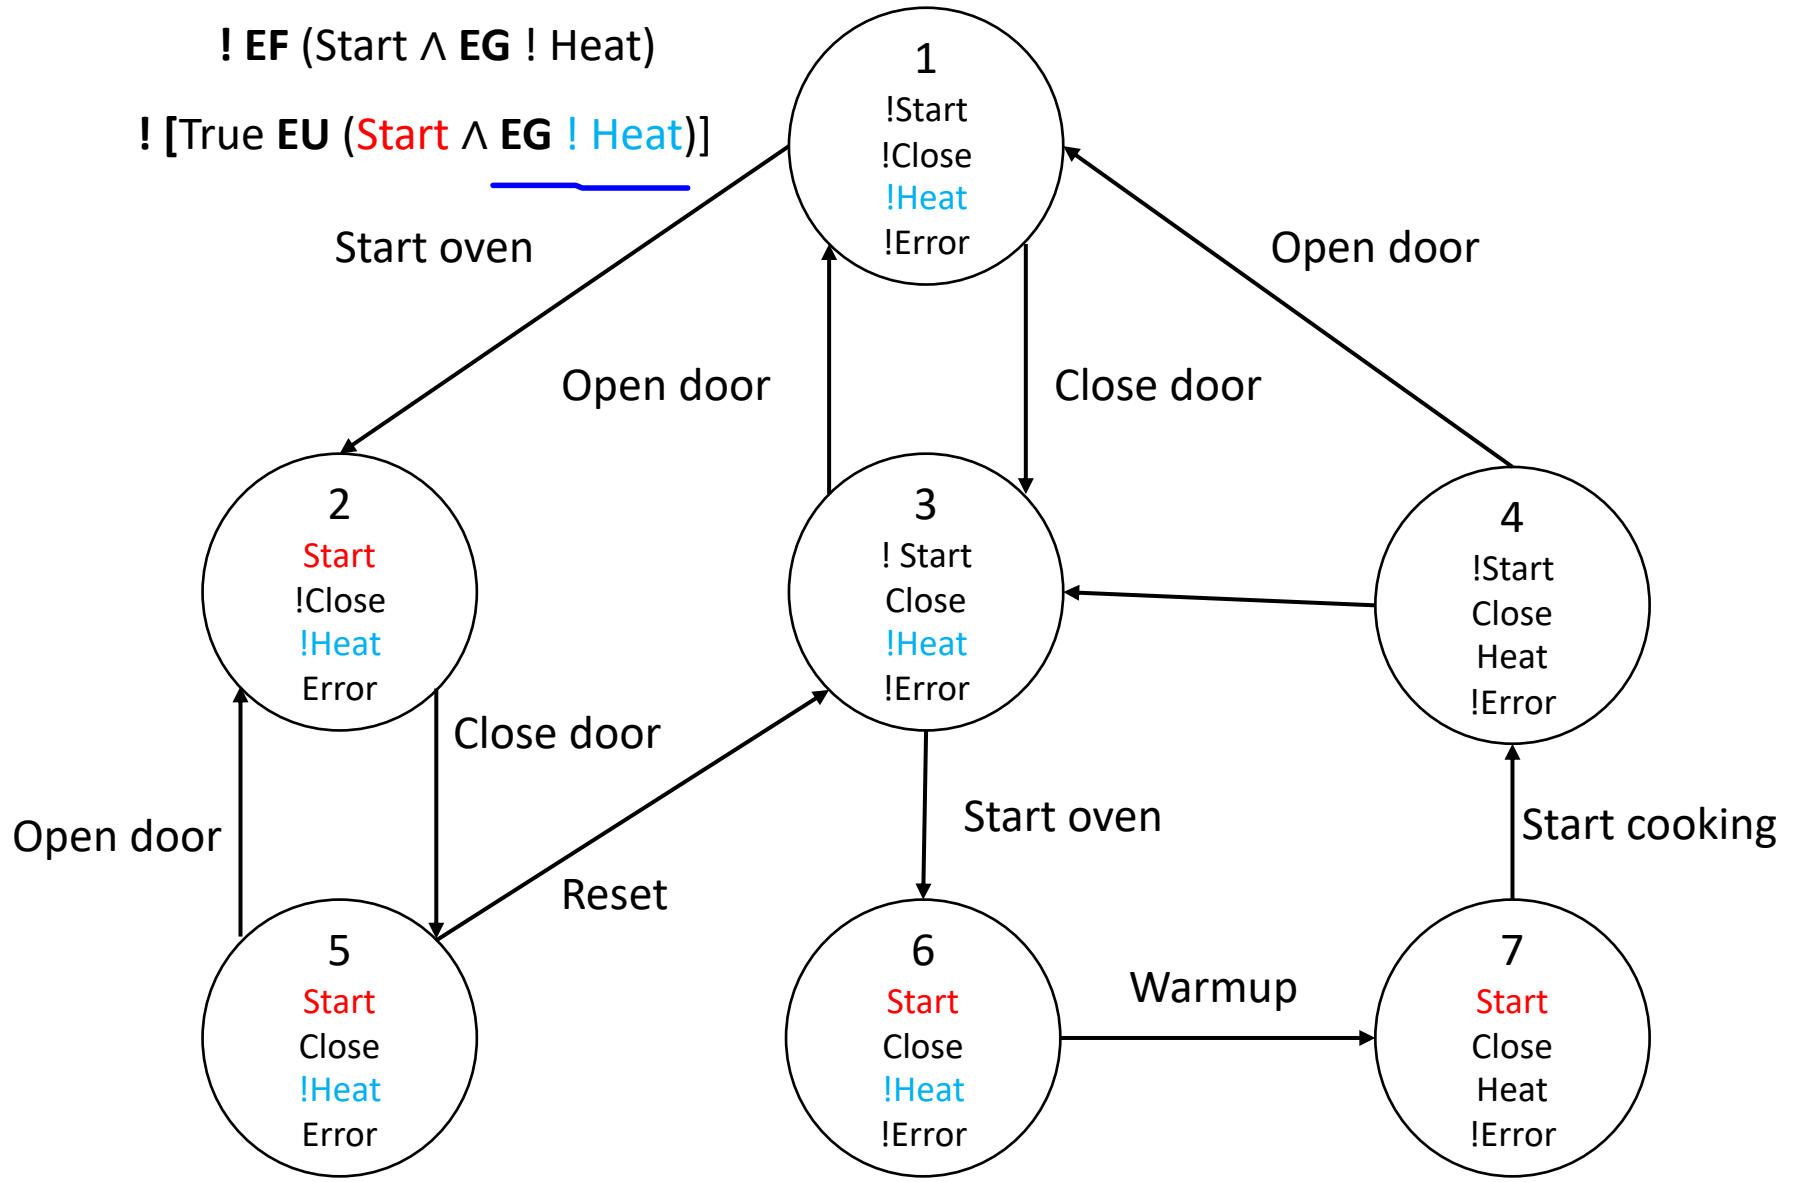 ! EF (Start ∧ EG ! Heat)
! [True EU (Start ∧ EG ! Heat)]
1
!Start
!Close
!Heat
!Error
Start oven
Open door
Open door
Close door
2
Start
!Close
!Heat
Error
3
! Start
Close
!Heat
!Error
4
!Start
Close
Heat
!Error
Close door
Open door
Start oven
Start cooking
Reset
5
Start
Close
!Heat
Error
6
Start
Close
!Heat
!Error
Warmup
7
Start
Close
Heat
!Error